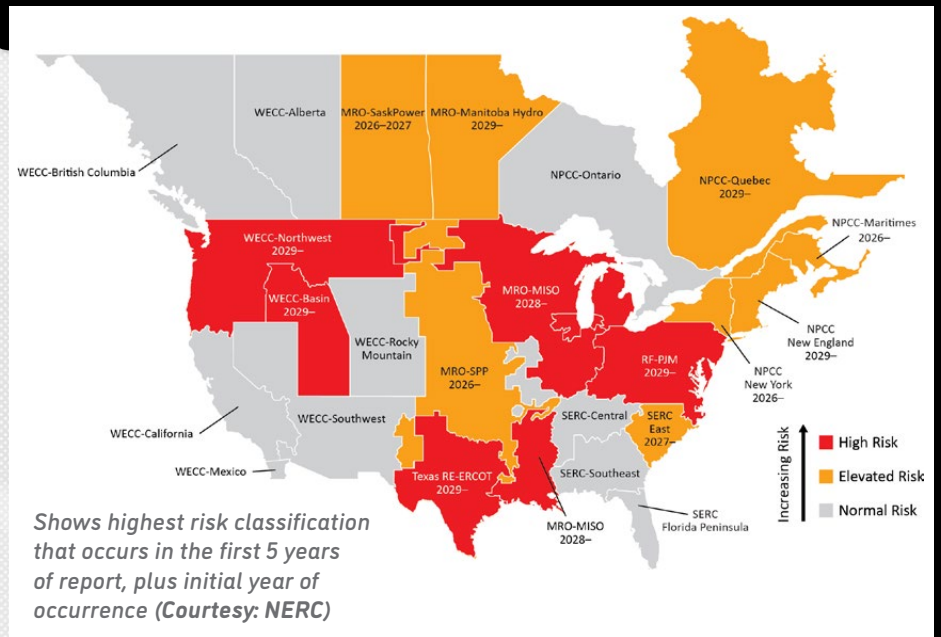 WECC-Alberta
MRO-SaskPower
2026–2027
MRO-Manitoba Hydro
2029–
WECC-British Columbia
NPCC-Ontario
NPCC-Quebec
2029–
NPCC-Maritimes
2026–
WECC-Northwest
2029–
WECC-Basin
2029–
MRO-MISO
2028–
WECC-Rocky
Mountain
MRO-SPP
2026–
RF-PJM
2029–
NPCC
New England
2029–
NPCC
New York
2026–
WECC-California
WECC-Southwest
SERC-Central
SERC
East
2027–
WECC-Mexico
Texas RE-ERCOT
2029–
SERC-Southeast
MRO-MISO
2028–
SERC
Florida Peninsula
Increasing Risk
High Risk
Elevated Risk
Normal Risk
Shows highest risk classification
that occurs in the first 5 years
of report, plus initial year of
occurrence (Courtesy: NERC)